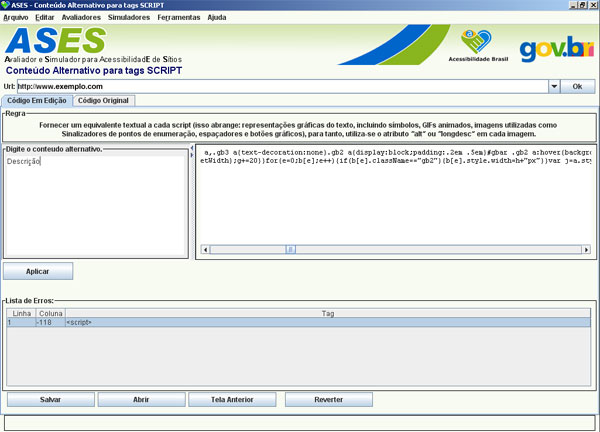 ASES - Conteúdo Alternativo para tags SCRIPT
Arquivo Editar Avaliadores Simuladores Ferramentas Ajuda
ASES
Avaliador e Simulador para AcessibilidadE de Sítios
Acessibilidade Brasil
gov.br
Conteúdo Alternativo para tags SCRIPT
Url: http://www.exemplo.com
Ok
Código Em Edição Código Original
Regra
Fornecer um equivalente textual a cada script (isso abrange: representações gráficas do texto, incluindo símbolos, GIFs animados, imagens utilizadas como
Sinalizadores de pontos de enumeração, espaçadores e botões gráficos), para tanto, utiliza-se o atributo "alt" ou "longdesc" em cada imagem.
Digite o conteudo alternativo.
Descrição
a,.gb3 a{text-decoration:none}.gb2 a{display:block;padding:.2em .5em}#gbar .gb2 a:hover{backgr
etWidth);g+=20)}for(e=0;b[e];e++){if(b[e].className=="gb2"){b[e].style.width=h+"px"}}var j=a.sty
Aplicar
Lista de Erros:
Linha Coluna Tag
1 -118 <script>
Salvar Abrir Tela Anterior Reverter